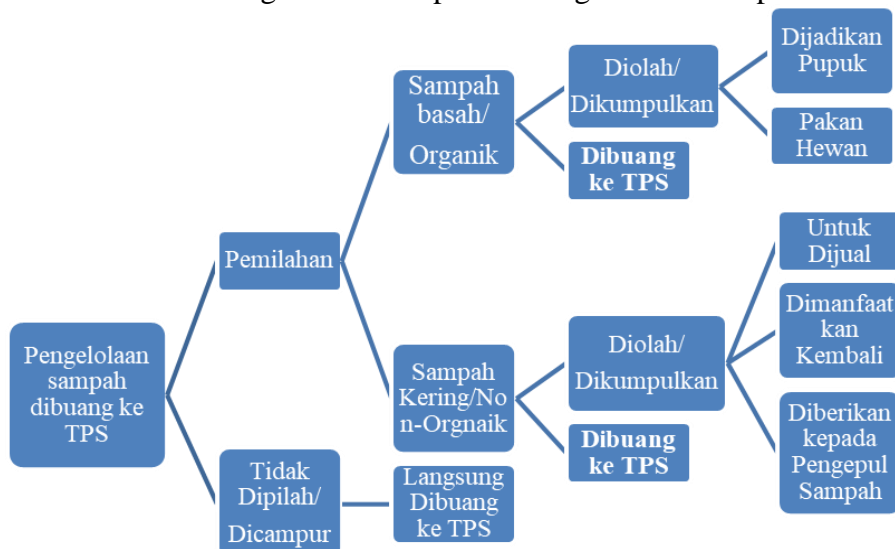 Dijadikan
Pupuk
Diolah/
Dikumpulkan
Sampah
basah/
Organik
Pakan
Hewan
Dibuang
ke TPS
Pemilahan
Untuk
Dijual
Dimanfaat
kan
Kembali
Diolah/
Dikumpulkan
Pengelolaan
sampah
dibuang ke
TPS
Sampah
Kering/No
n-Orgnaik
Diberikan
kepada
Pengepul
Sampah
Dibuang
ke TPS
Tidak
Dipilah/
Dicampur
Langsung
Dibuang
ke TPS